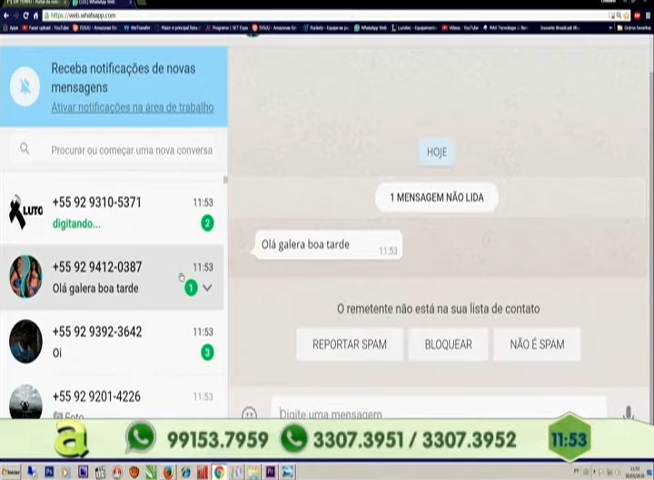 https://web.whatsapp.com
Receba notificações de novas
mensagens
Ativar notificações na área de trabalho
Procurar ou começar uma nova conversa
LUTO
+55 92 9310-5371
11:53
digitando...
2
+55 92 9412-0387
11:53
Olá galera boa tarde
1
+55 92 9392-3642
11:53
Oi
3
+55 92 9201-4226
11:53
Foto
HOJE
1 MENSAGEM NÃO LIDA
Olá galera boa tarde
11:53
O remetente não está na sua lista de contato
REPORTAR SPAM
BLOQUEAR
NÃO É SPAM
Digite uma mensagem
a
99153.7959
3307.3951 / 3307.3952
11:53